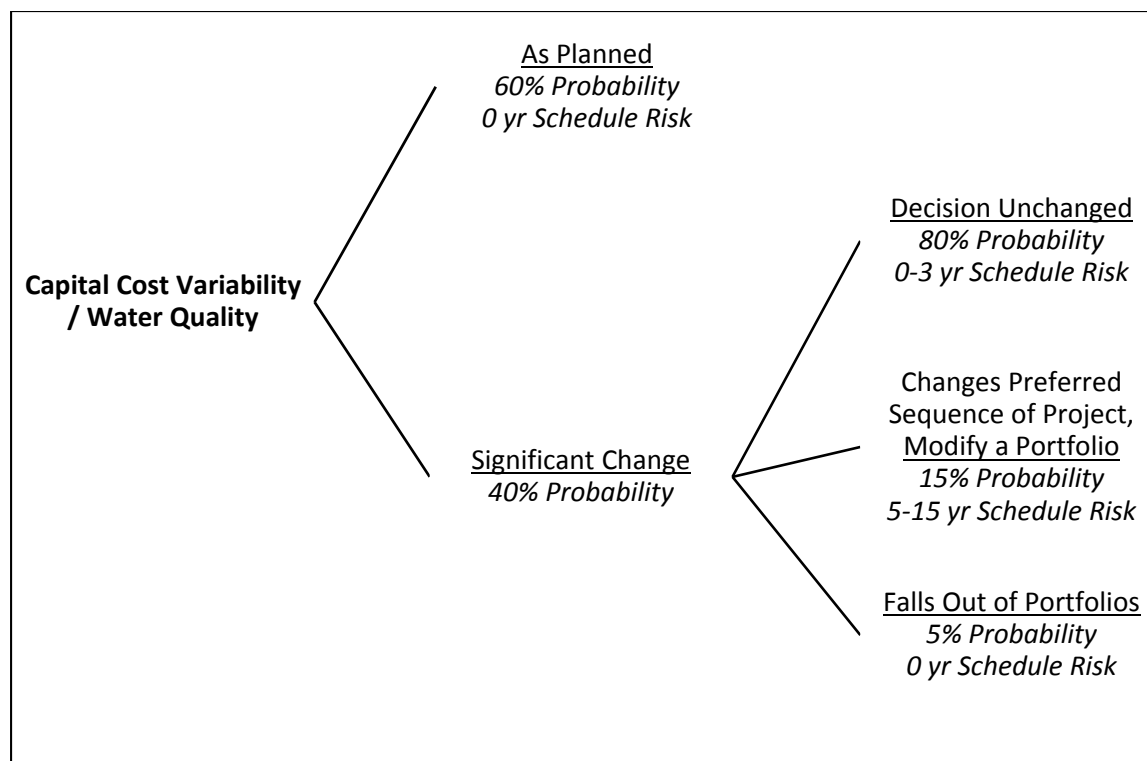 As Planned
60% Probability
0 yr Schedule Risk
Capital Cost Variability
/ Water Quality
Significant Change
40% Probability
Decision Unchanged
80% Probability
0-3 yr Schedule Risk
Changes Preferred
Sequence of Project,
Modify a Portfolio
15% Probability
5-15 yr Schedule Risk
Falls Out of Portfolios
5% Probability
0 yr Schedule Risk